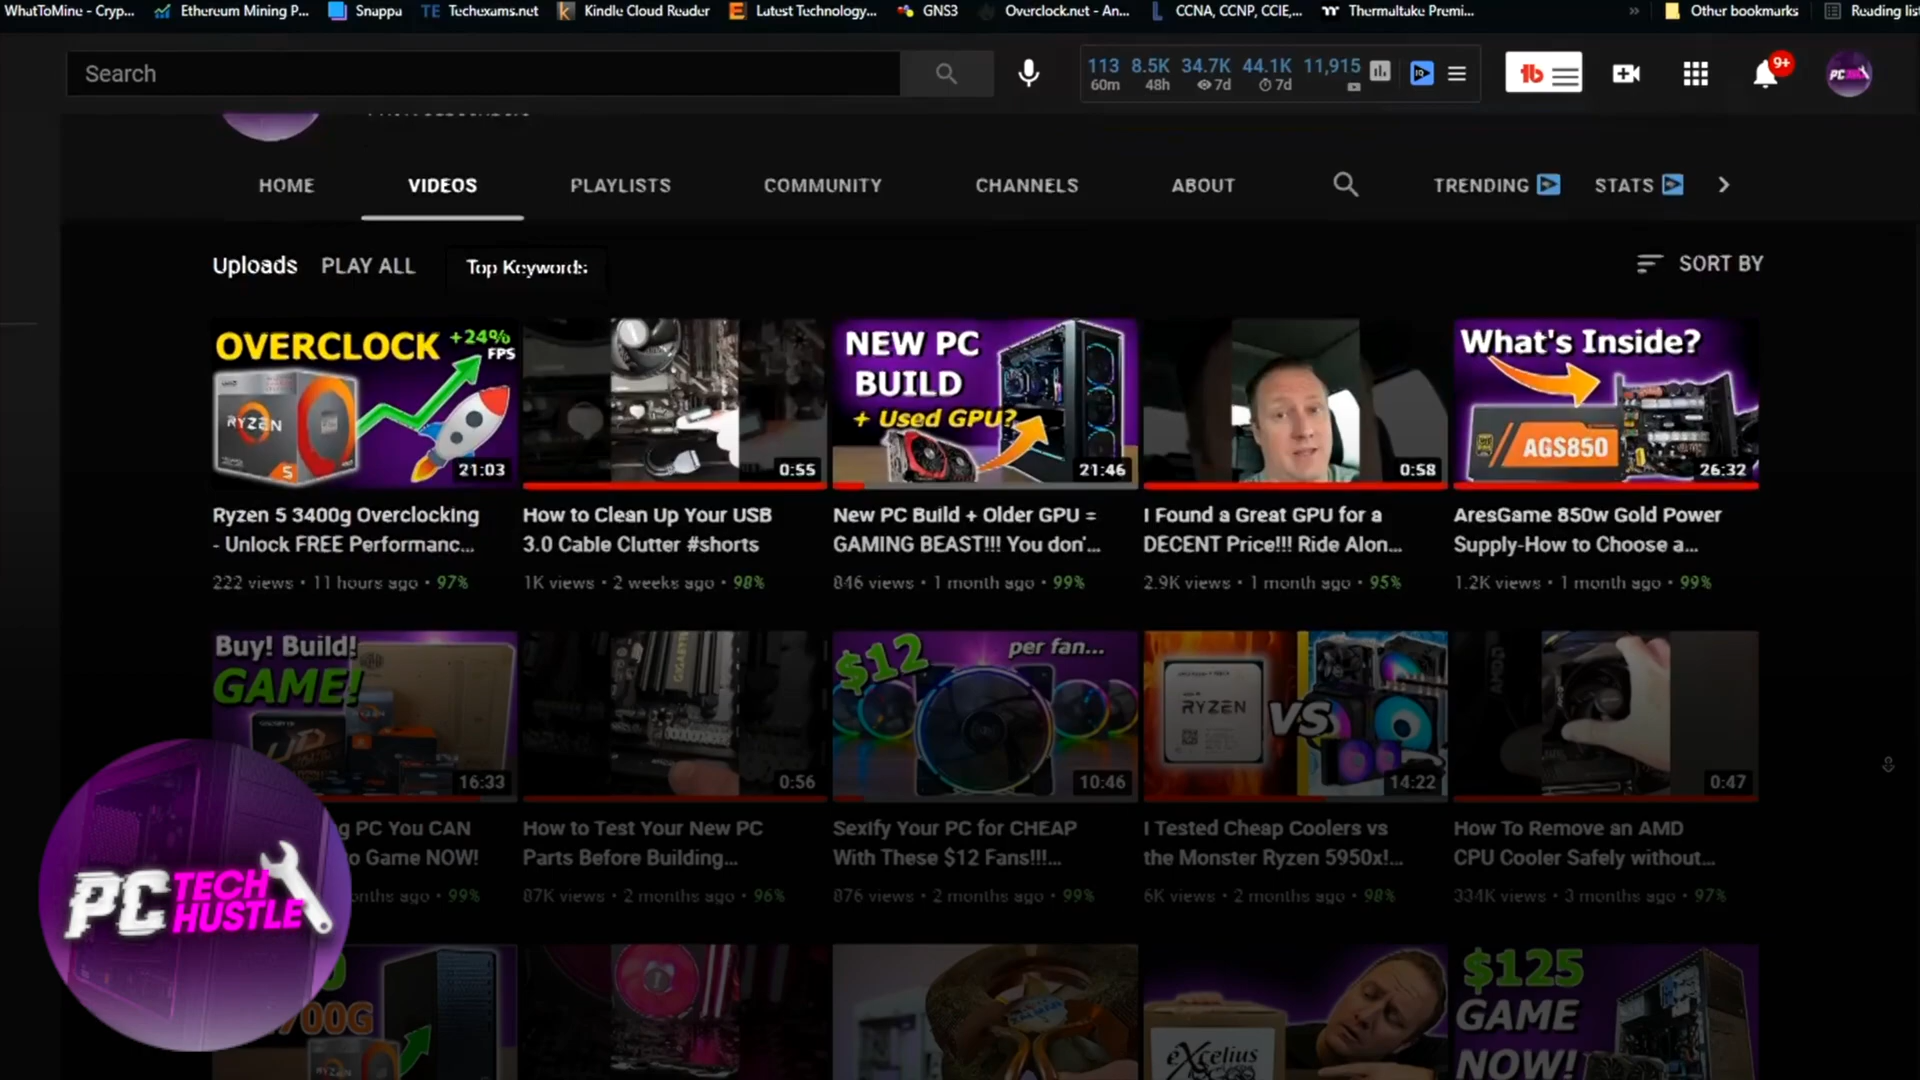 WhatToMine - Cryp...
Ethereum Mining P...
Snappa
Techexams.net
Kindle Cloud Reader
Latest Technology...
GNS3
Overclock.net - An...
CCNA, CCNP, CCIE,...
Thermaltake Premi...
Other bookmarks
Reading list
Search
113 8.5K 34.7K 44.1K 11,915
60m 48h 7d 7d
9+
HOME VIDEOS PLAYLISTS COMMUNITY CHANNELS ABOUT TRENDING STATS
Uploads PLAY ALL Top Keywords SORT BY
OVERCLOCK +24% FPS
RYZEN
5
21:03
0:55
NEW PC
BUILD
+ Used GPU?
21:46
0:58
What's Inside?
AGS850
26:32
Ryzen 5 3400g Overclocking
- Unlock FREE Performanc...
222 views • 11 hours ago • 97%
How to Clean Up Your USB
3.0 Cable Clutter #shorts
1K views • 2 weeks ago • 98%
New PC Build + Older GPU =
GAMING BEAST!!! You don'...
846 views • 1 month ago • 99%
I Found a Great GPU for a
DECENT Price!!! Ride Alon...
2.9K views • 1 month ago • 95%
AresGame 850w Gold Power
Supply-How to Choose a...
1.2K views • 1 month ago • 99%
Buy! Build!
GAME!
16:33
GIGABYTE
0:56
$12 per fan...
10:46
RYZEN
VS
14:22
AMD
0:47
g PC You CAN
o Game NOW!
nths ago • 99%
How to Test Your New PC
Parts Before Building...
87K views • 2 months ago • 96%
Sexify Your PC for CHEAP
With These $12 Fans!!!...
876 views • 2 months ago • 99%
I Tested Cheap Coolers vs
the Monster Ryzen 5950x!...
6K views • 2 months ago • 98%
How To Remove an AMD
CPU Cooler Safely without...
334K views • 3 months ago • 97%
PC TECH
HUSTLE
700G
RYZEN
eXcelius
$125
GAME
NOW!